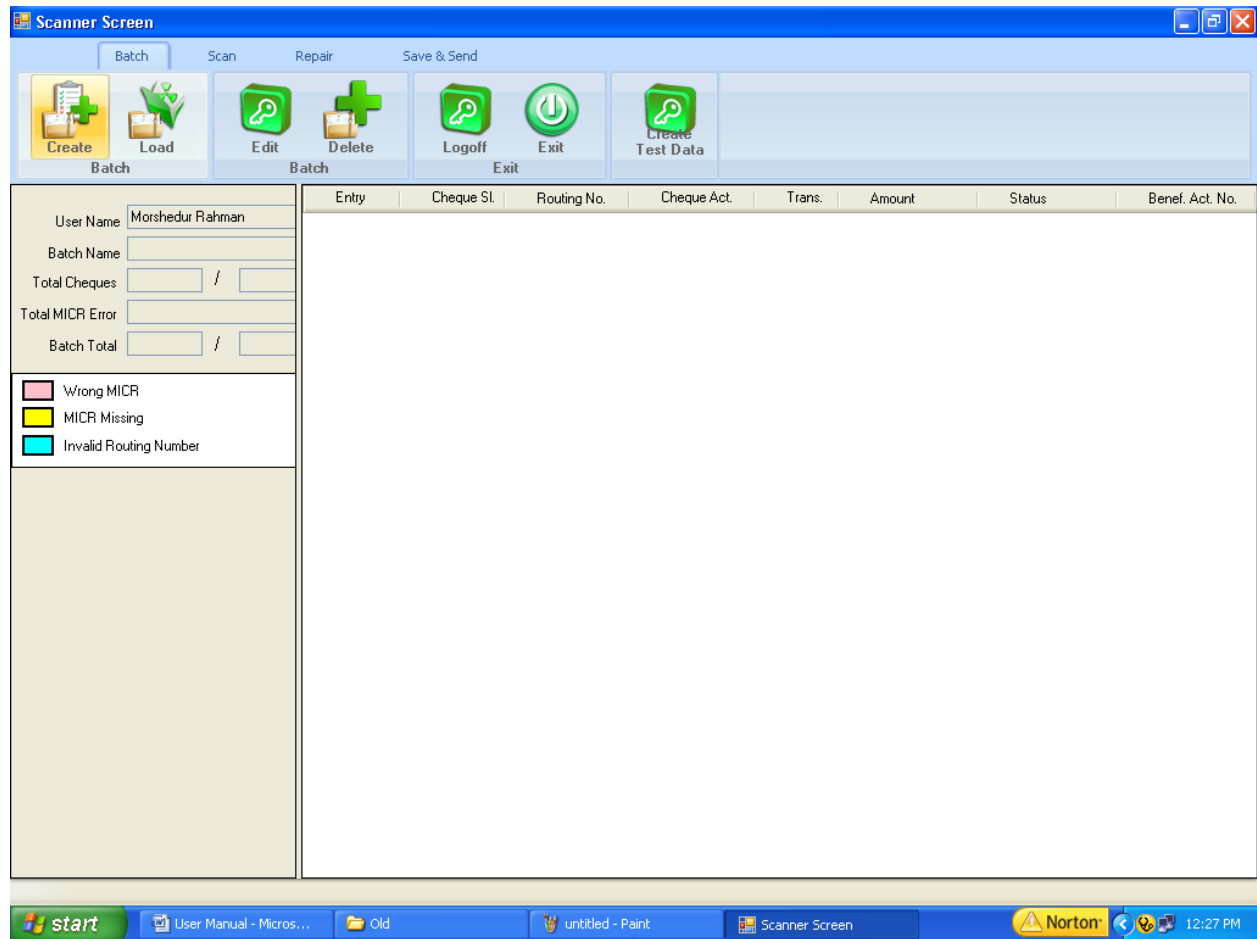 Scanner Screen
Batch Scan Repair Save & Send
Create Load Edit Delete Logoff Exit Create Test Data
Batch Batch Exit
Entry Cheque Sl. Routing No. Cheque Act. Trans. Amount Status Benef. Act. No.
User Name Morshedur Rahman
Batch Name
Total Cheques /
Total MICR Error
Batch Total /
Wrong MICR
MICR Missing
Invalid Routing Number
start User Manual - Micros... Old untitled - Paint Scanner Screen Norton 12:27 PM